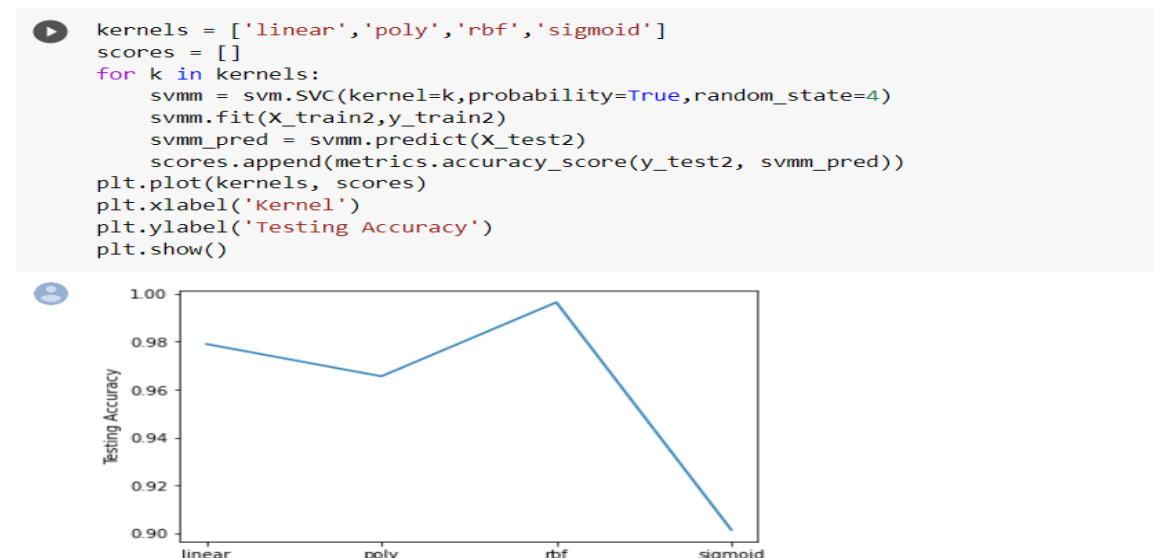 kernels = ['linear','poly','rbf','sigmoid']
scores = []
for k in kernels:
    svmm = svm.SVC(kernel=k,probability=True,random_state=4)
    svmm.fit(X_train2,y_train2)
    svmm_pred = svmm.predict(X_test2)
    scores.append(metrics.accuracy_score(y_test2, svmm_pred))
plt.plot(kernels, scores)
plt.xlabel('Kernel')
plt.ylabel('Testing Accuracy')
plt.show()
1.00
0.98
0.96
0.94
0.92
0.90
Testing Accuracy
linear poly rbf sigmoid